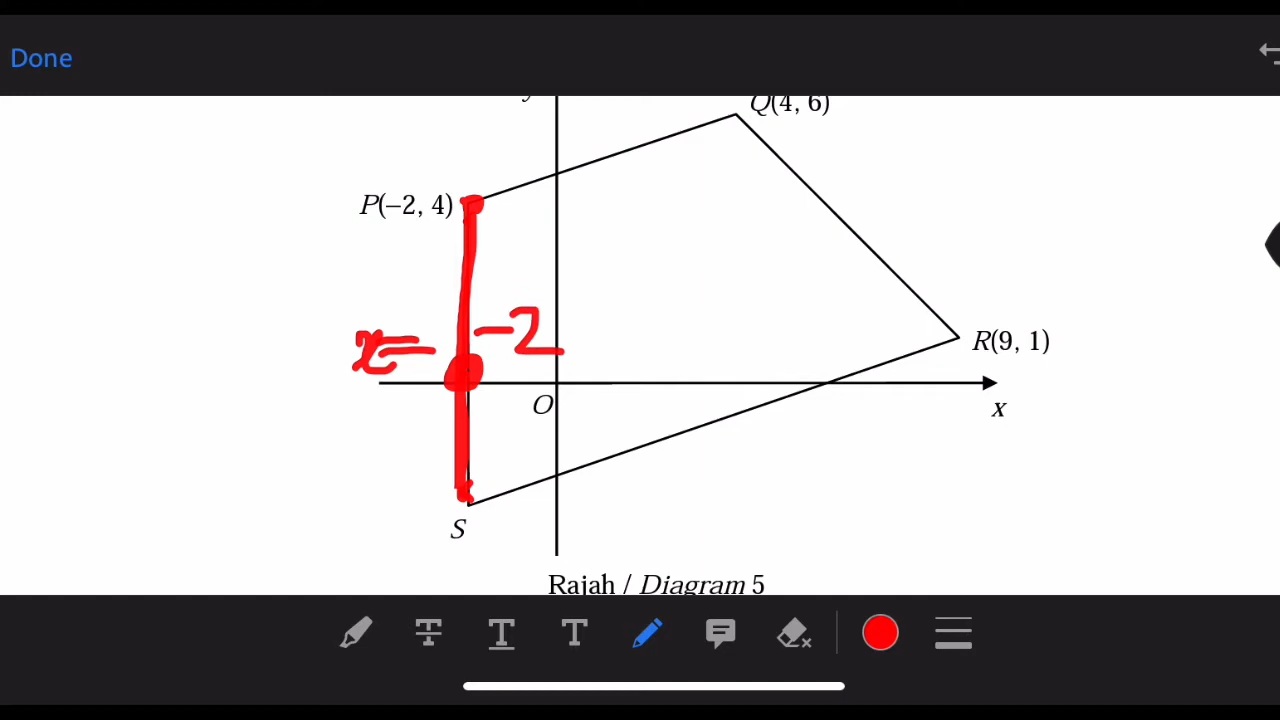 Done
y
Q(4, 6)
P(–2, 4)
x= –2
R(9, 1)
O
x
S
Rajah / Diagram 5
T
T
T